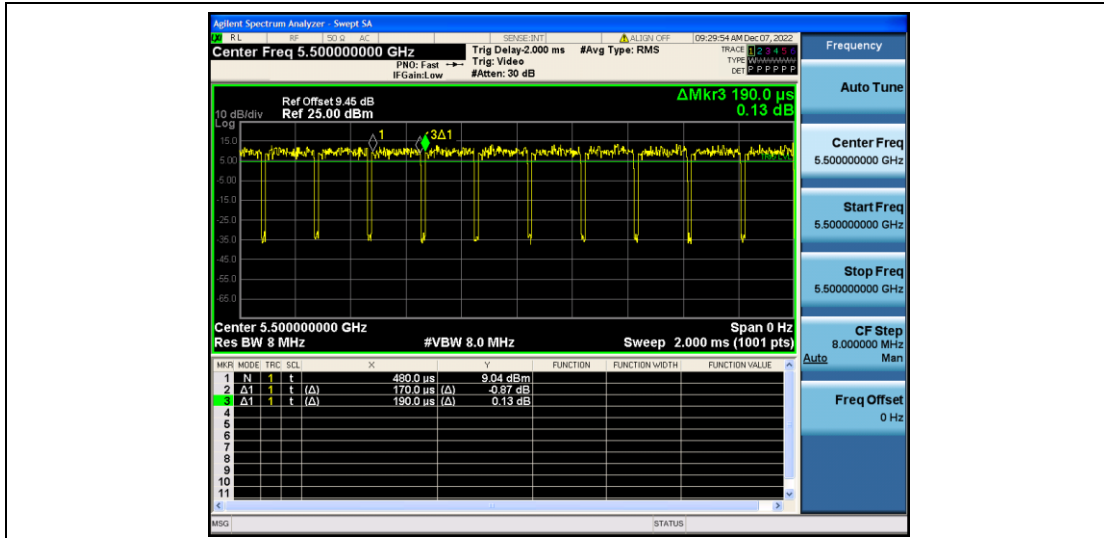 Agilent Spectrum Analyzer - Swept SA
RL RF 50 Ω AC SENSE:INT ALIGN OFF 09:29:54 AM Dec 07, 2022
Center Freq 5.500000000 GHz Trig Delay-2.000 ms #Avg Type: RMS TRACE 1 2 3 4 5 6
PNO: Fast Trig: Video TYPE
IFGain:Low #Atten: 30 dB DET P P P P P P
ΔMkr3 190.0 µs
0.13 dB
Ref Offset 9.45 dB
10 dB/div Ref 25.00 dBm
Log
1 3Δ1
15.0
5.00
-5.00
-15.0
-25.0
-35.0
-45.0
-55.0
-65.0
Center 5.500000000 GHz Span 0 Hz
Res BW 8 MHz #VBW 8.0 MHz Sweep 2.000 ms (1001 pts)
MKR MODE TRC SCL X Y FUNCTION FUNCTION WIDTH FUNCTION VALUE
1 N 1 t 480.0 µs 9.04 dBm
2 Δ1 1 t (Δ) 170.0 µs (Δ) -0.87 dB
3 Δ1 1 t (Δ) 190.0 µs (Δ) 0.13 dB
4
5
6
7
8
9
10
11
MSG STATUS
Frequency
Auto Tune
Center Freq
5.500000000 GHz
Start Freq
5.500000000 GHz
Stop Freq
5.500000000 GHz
CF Step
8.000000 MHz
Auto Man
Freq Offset
0 Hz